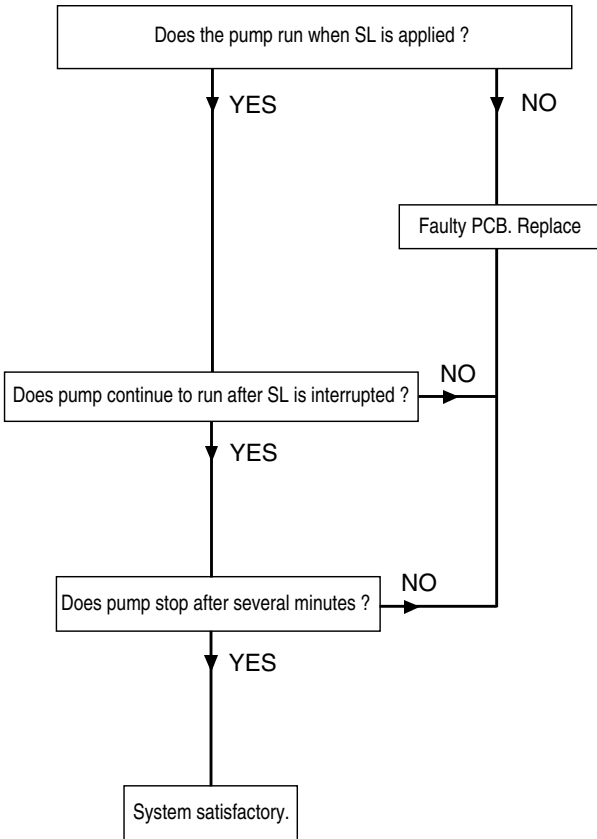 Does the pump run when SL is applied ?
YES
NO
Faulty PCB. Replace
Does pump continue to run after SL is interrupted ?
NO
YES
Does pump stop after several minutes ?
NO
YES
System satisfactory.